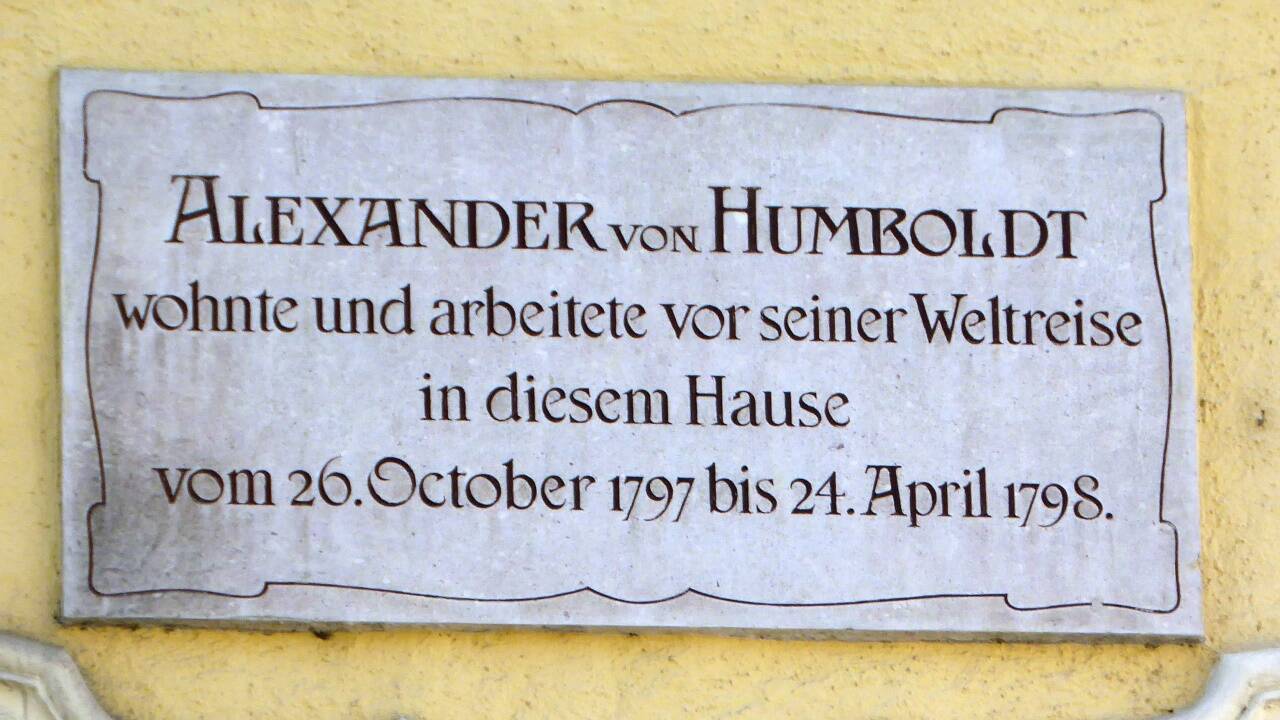 ALEXANDER VON HUMBOLDT
wohnte und arbeitete vor seiner Weltreise
in diesem Hause
vom 26. October 1797 bis 24. April 1798.